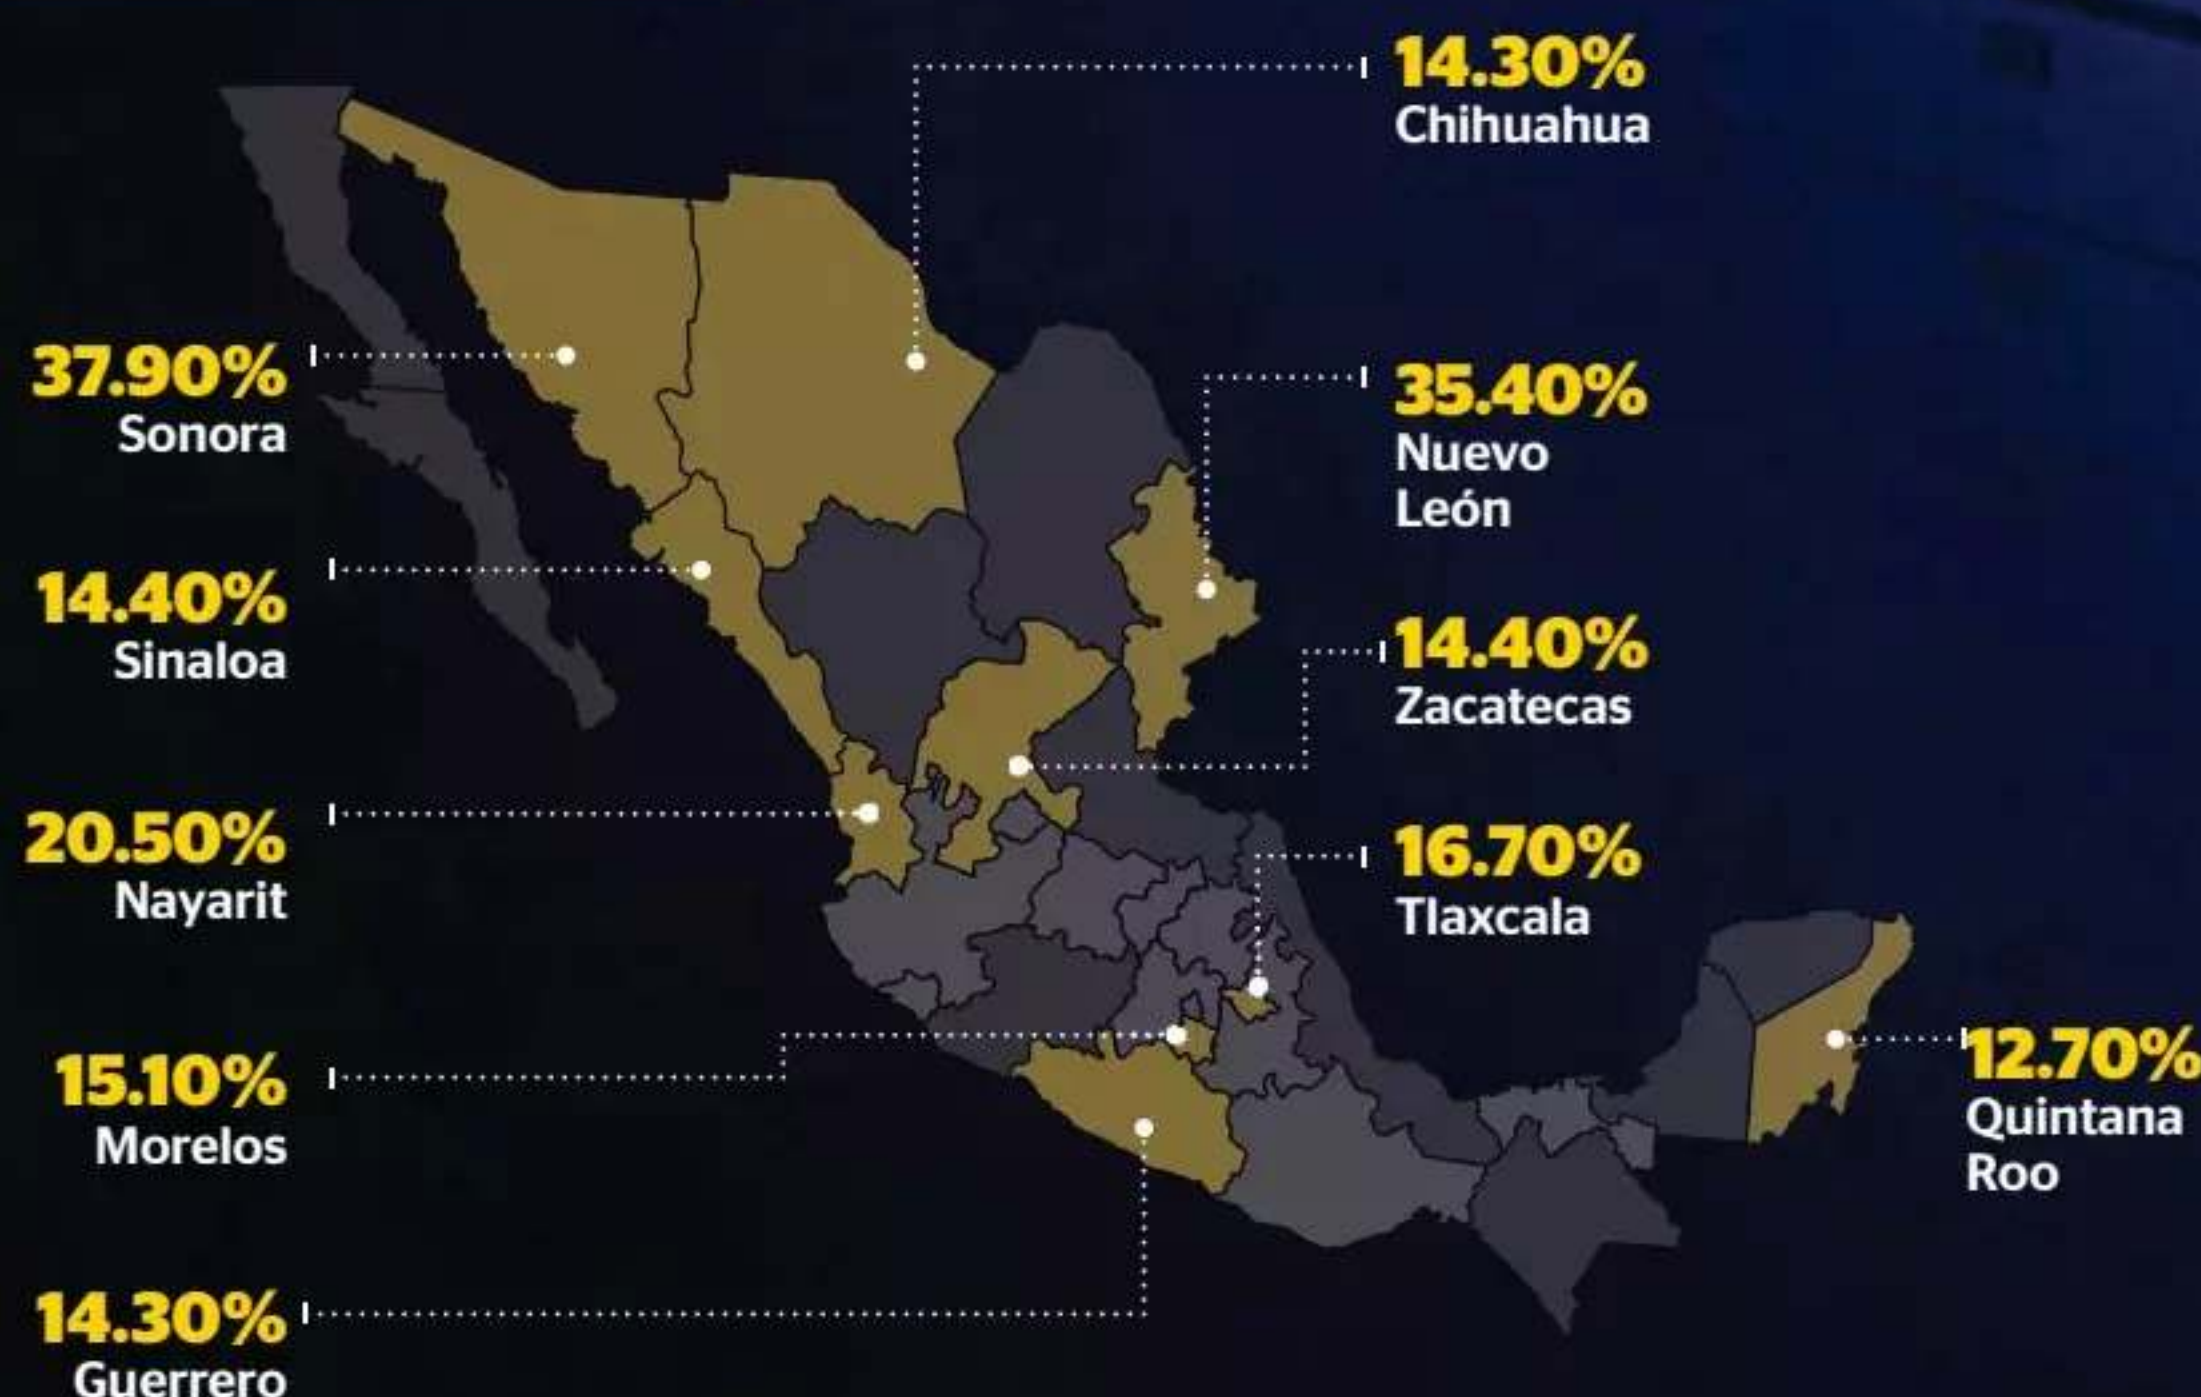 14.30%
Chihuahua
37.90%
Sonora
35.40%
Nuevo
León
14.40%
Sinaloa
14.40%
Zacatecas
20.50%
Nayarit
16.70%
Tlaxcala
15.10%
Morelos
12.70%
Quintana
Roo
14.30%
Guerrero